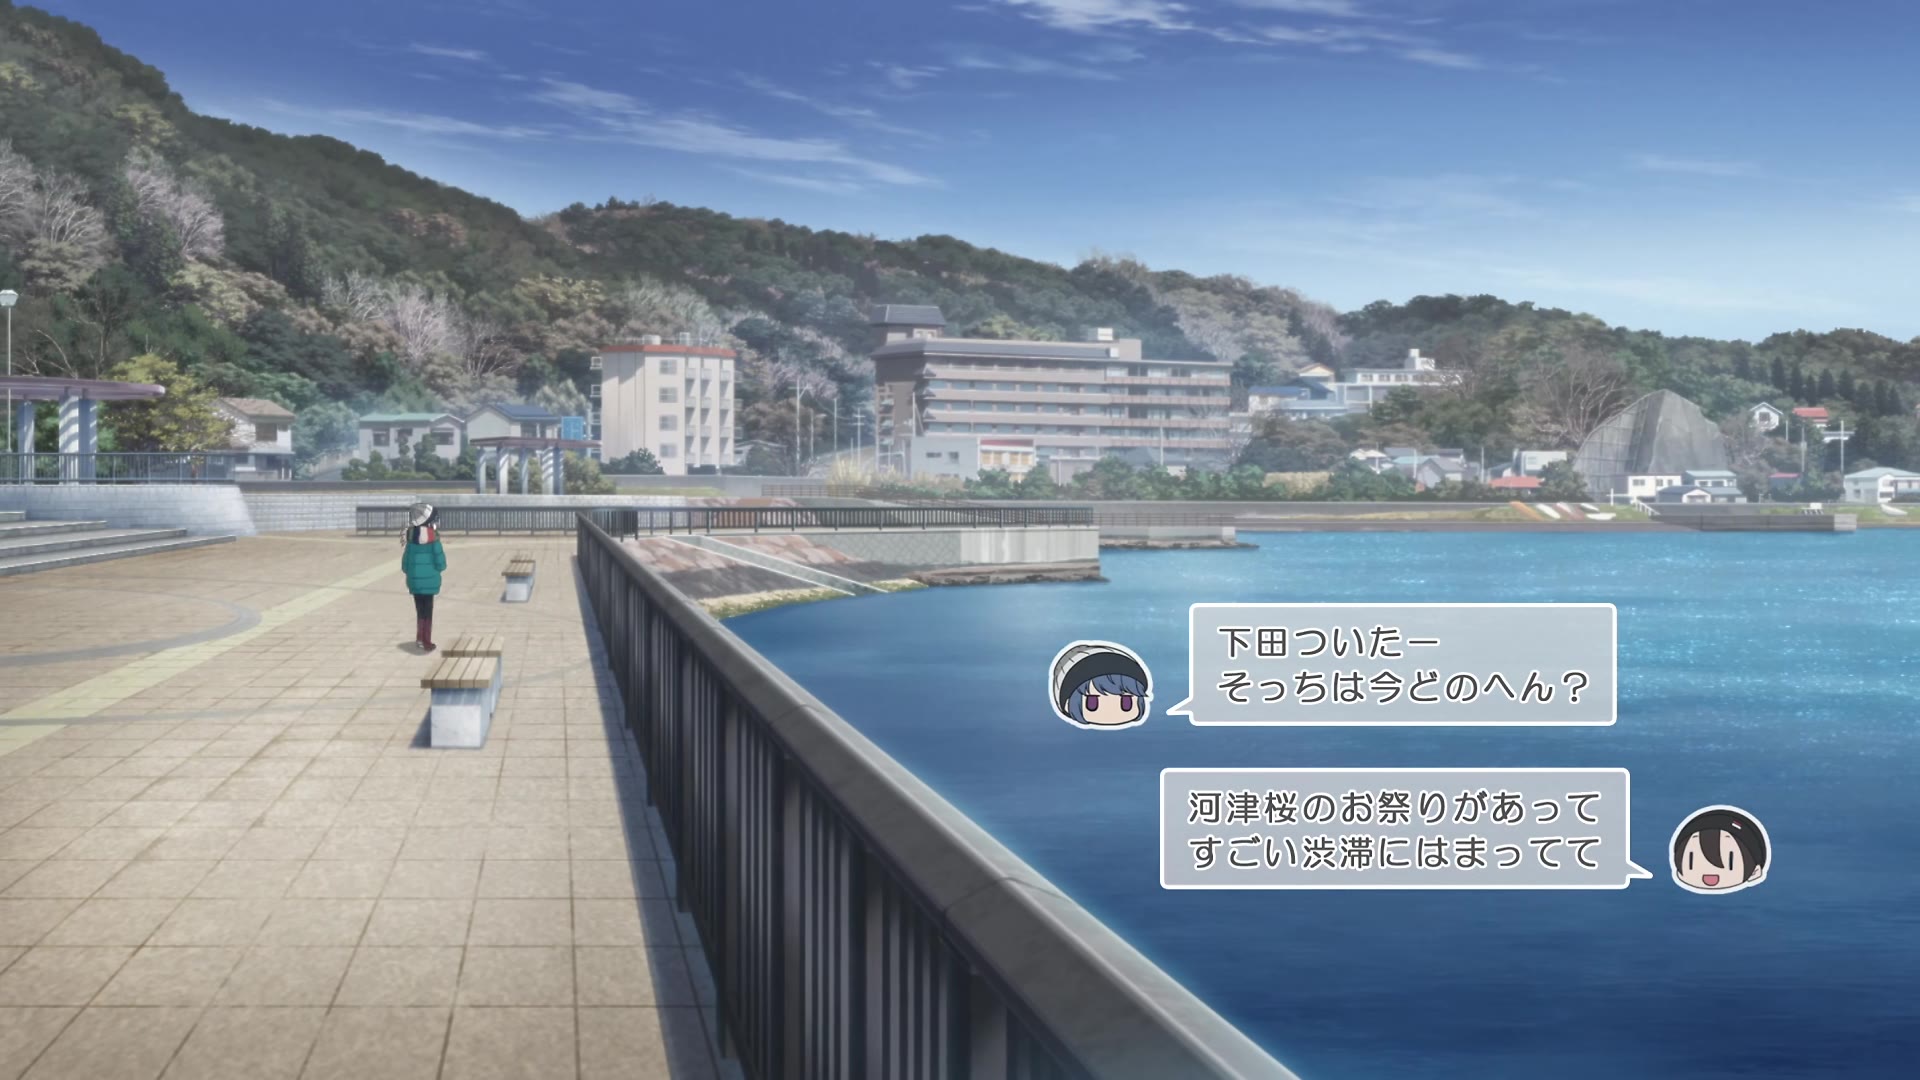 下田ついたー
そっちは今どのへん？
河津桜のお祭りがあって
すごい渋滞にはまってて